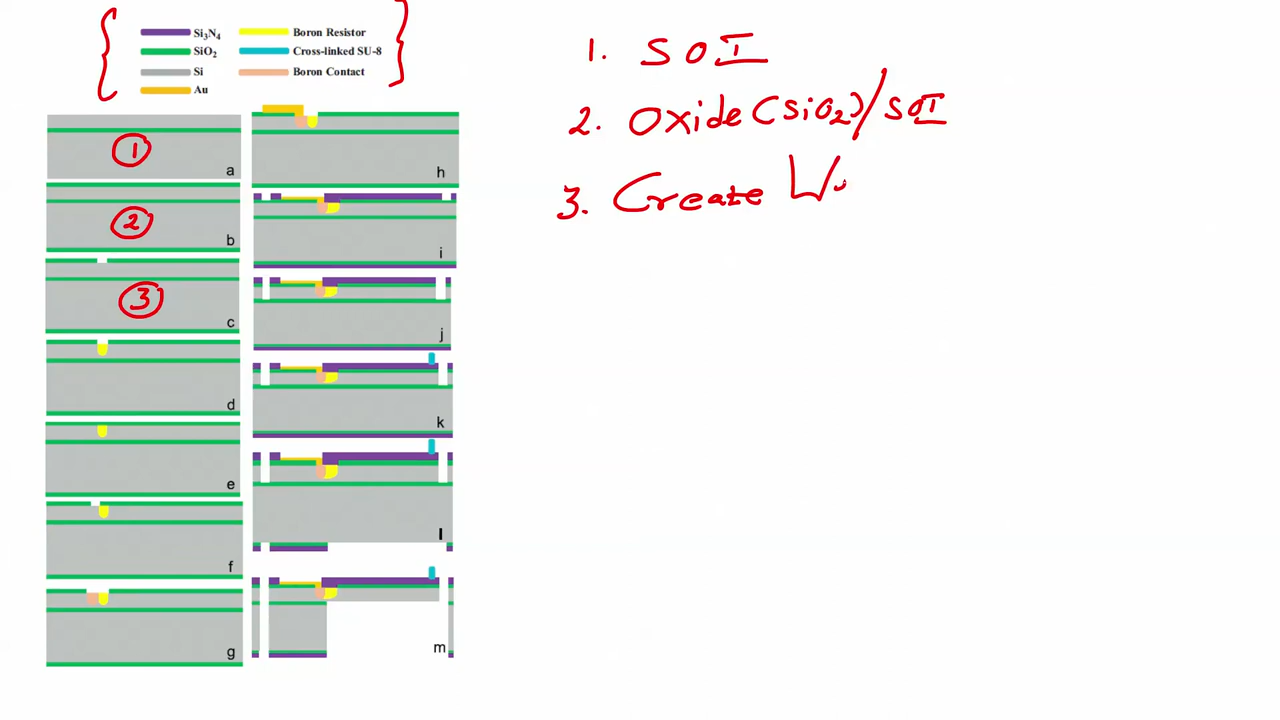 Si3N4 Boron Resistor
SiO2 Cross-linked SU-8
Si Boron Contact
Au
1. SOI
2. Oxide (SiO2)/SOI
3. Create
1 a
2 b
3 c
d
e
f
g
h
i
j
k
l
m